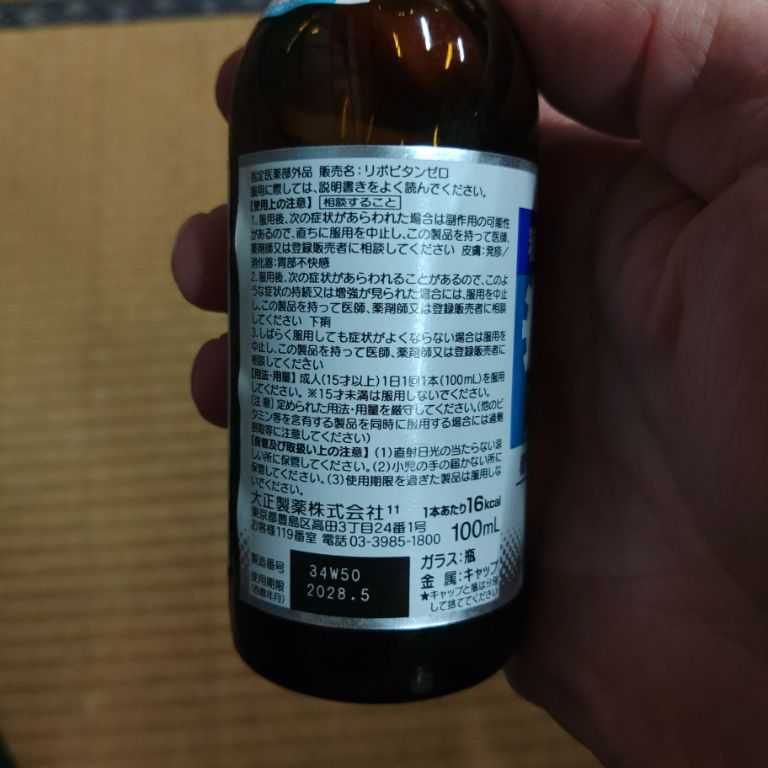 指定医薬部外品 販売名:リポビタンゼロ
服用に際しては、説明書きをよく読んでください。
【使用上の注意】 相談すること
1.服用後、次の症状があらわれた場合は副作用の可能性
があるので、直ちに服用を中止し、この製品を持って医師、
薬剤師又は登録販売者に相談してください 皮膚:発疹/
消化器:胃部不快感
2.服用後、次の症状があらわれることがあるので、このよ
うな症状の持続又は増強が見られた場合には、服用を中止
し、この製品を持って医師、薬剤師又は登録販売者に相談
してください 下痢
3.しばらく服用しても症状がよくならない場合は服用を
中止し、この製品を持って医師、薬剤師又は登録販売者に
相談してください
【用法・用量】成人(15才以上)1日1回1本(100mL)を服用
してください。 ※15才未満は服用しないでください。
[注意]定められた用法・用量を厳守してください。(他のビ
タミン等を含有する製品を同時に服用する場合には過剰
摂取等に注意してください)
【保管及び取扱い上の注意】(1)直射日光の当たらない涼
しい所に保管してください。(2)小児の手の届かない所に
保管してください。(3)使用期限を過ぎた製品は服用しな
いでください。
大正製薬株式会社 11 1本あたり16kcal
東京都豊島区高田3丁目24番1号 100mL
お客様119番室 電話 03-3985-1800
製造番号 34W50
使用期限 2028.5
(西暦年月)
ガラス:瓶
金属:キャップ
★キャップと瓶は分別
して捨ててください